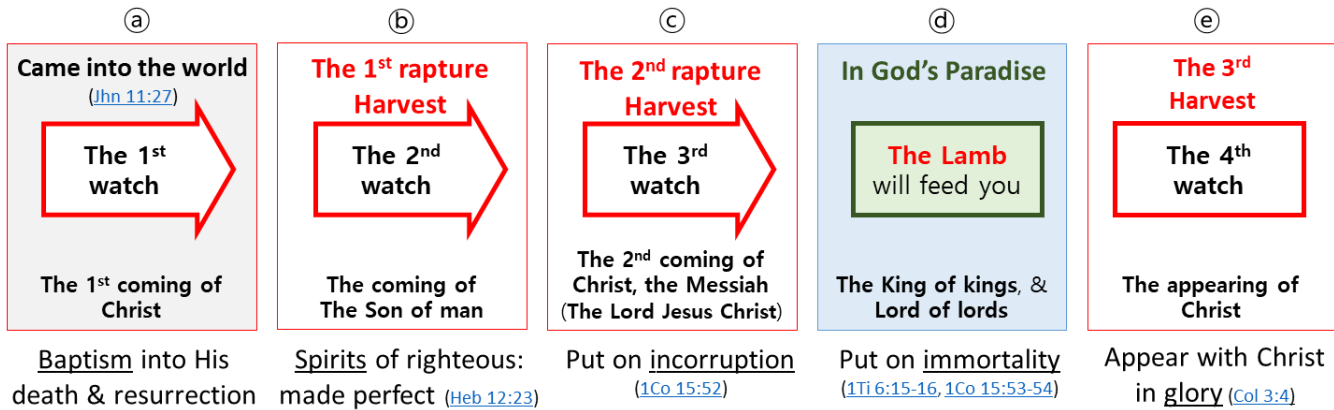 ⓐ
Came into the world
(Jhn 11:27)
The 1st
watch
The 1st coming of
Christ
Baptism into His
death & resurrection
ⓑ
The 1st rapture
Harvest
The 2nd
watch
The coming of
The Son of man
Spirits of righteous:
made perfect (Heb 12:23)
ⓒ
The 2nd rapture
Harvest
The 3rd
watch
The 2nd coming of
Christ, the Messiah
(The Lord Jesus Christ)
Put on incorruption
(1Co 15:52)
ⓓ
In God’s Paradise
The Lamb
will feed you
The King of kings, &
Lord of lords
Put on immortality
(1Ti 6:15-16, 1Co 15:53-54)
ⓔ
The 3rd
Harvest
The 4th
watch
The appearing of
Christ
Appear with Christ
in glory (Col 3:4)